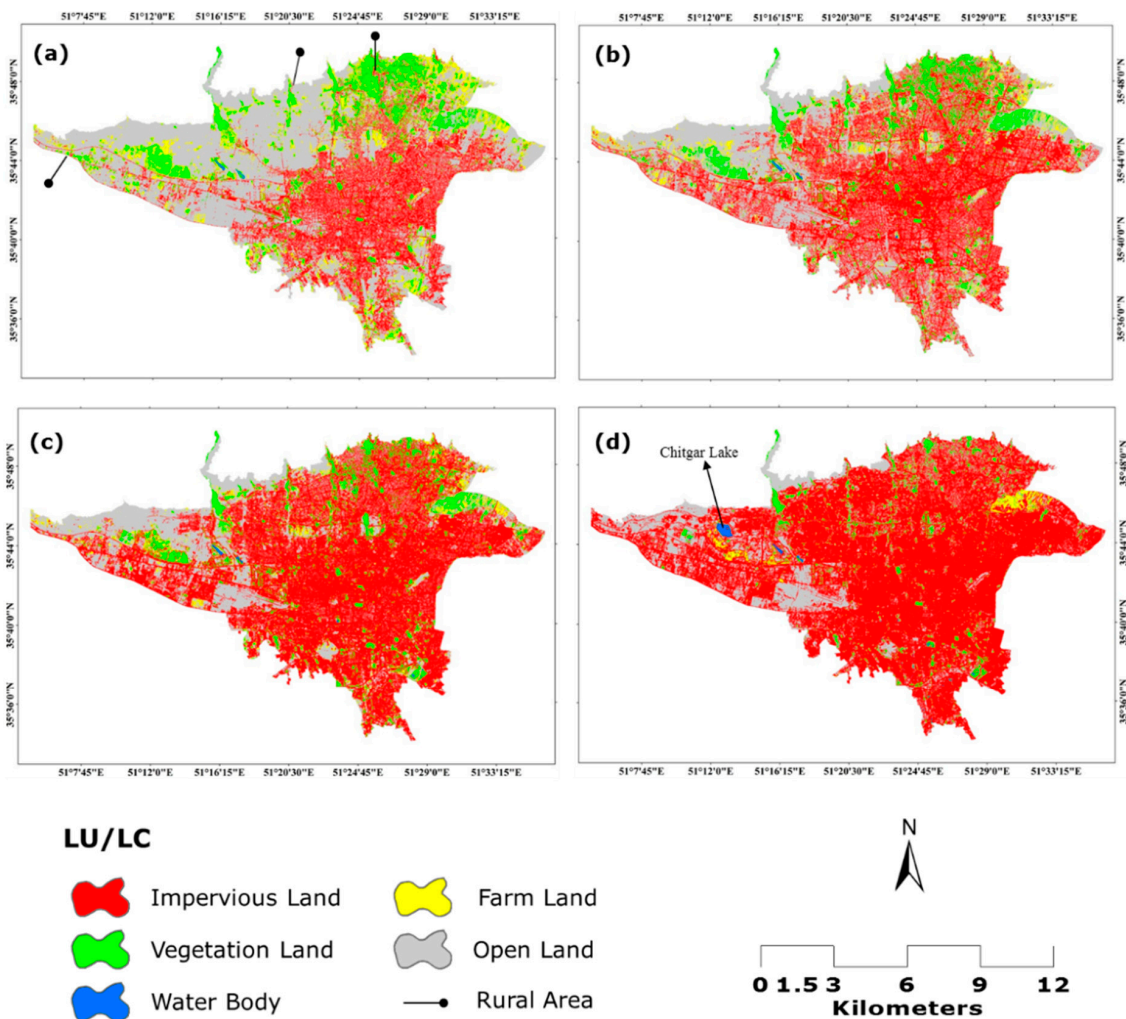 51°7'45"E 51°12'0"E 51°16'15"E 51°20'30"E 51°24'45"E 51°29'0"E 51°33'15"E
51°7'45"E 51°12'0"E 51°16'15"E 51°20'30"E 51°24'45"E 51°29'0"E 51°33'15"E
(a)
(b)
35°48'0"N
35°44'0"N
35°40'0"N
35°36'0"N
35°48'0"N
35°44'0"N
35°40'0"N
35°36'0"N
(c)
(d)
Chitgar Lake
35°48'0"N
35°44'0"N
35°40'0"N
35°36'0"N
35°48'0"N
35°44'0"N
35°40'0"N
35°36'0"N
51°7'45"E 51°12'0"E 51°16'15"E 51°20'30"E 51°24'45"E 51°29'0"E 51°33'15"E
51°7'45"E 51°12'0"E 51°16'15"E 51°20'30"E 51°24'45"E 51°29'0"E 51°33'15"E
LU/LC
Impervious Land
Farm Land
Vegetation Land
Open Land
Water Body
Rural Area
N
0 1.5 3 6 9 12
Kilometers